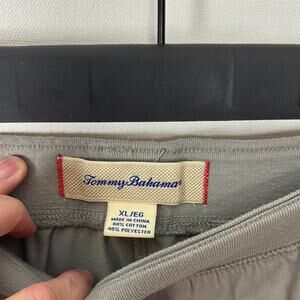 Tommy Bahama®
XL/EG
MADE IN CHINA
60% COTTON
40% POLYESTER